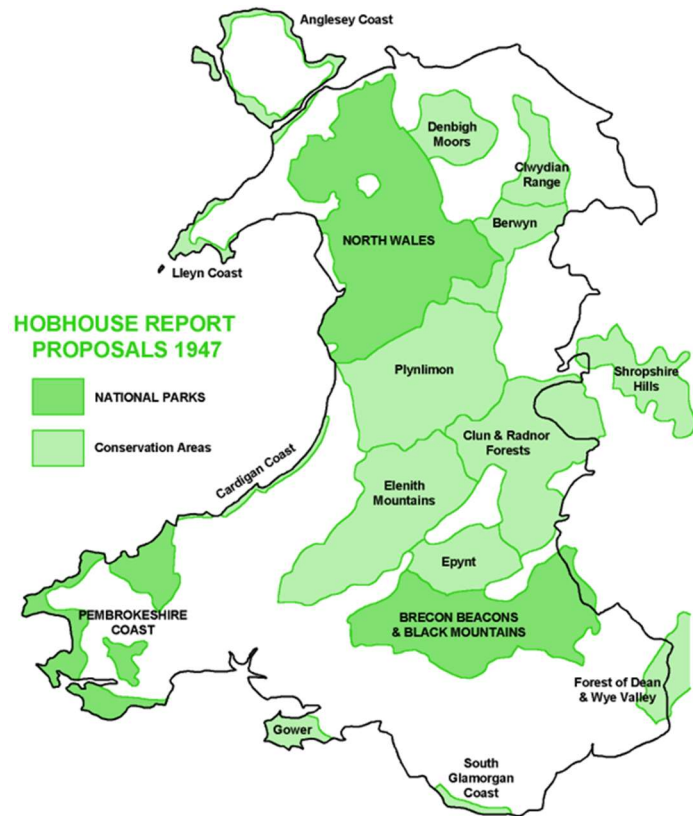 Anglesey Coast
Denbigh
Moors
Clwydian
Range
Berwyn
NORTH WALES
Lleyn Coast
HOBHOUSE REPORT
PROPOSALS 1947
NATIONAL PARKS
Conservation Areas
Plynlimon
Shropshire
Hills
Clun & Radnor
Forests
Cardigan Coast
Elenith
Mountains
Epynt
PEMBROKESHIRE
COAST
BRECON BEACONS
& BLACK MOUNTAINS
Forest of Dean
& Wye Valley
Gower
South
Glamorgan
Coast